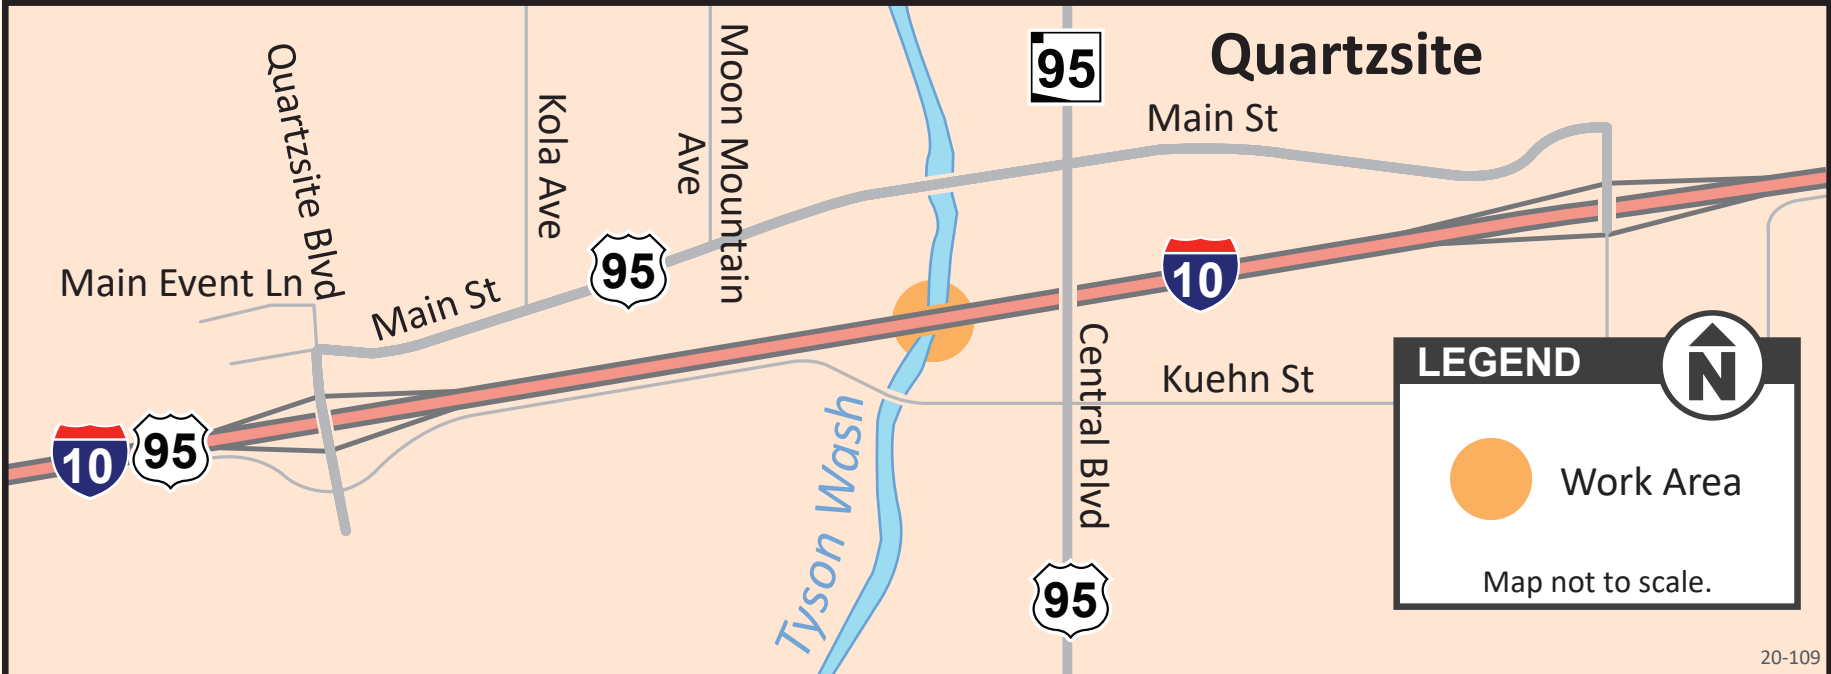 Quartzsite
95
Main St
Quartzsite Blvd
Kola Ave
Moon Mountain
Ave
Main Event Ln
Main St
95
10
10
95
Tyson Wash
Central Blvd
Kuehn St
95
LEGEND
N
Work Area
Map not to scale.
20-109